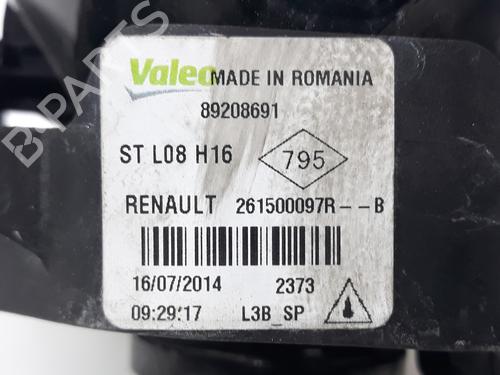 Valeo MADE IN ROMANIA
89208691
ST L08 H16 795
RENAULT 261500097R--B
16/07/2014 2373
09:29:17 L3B_SP
B-PARTS